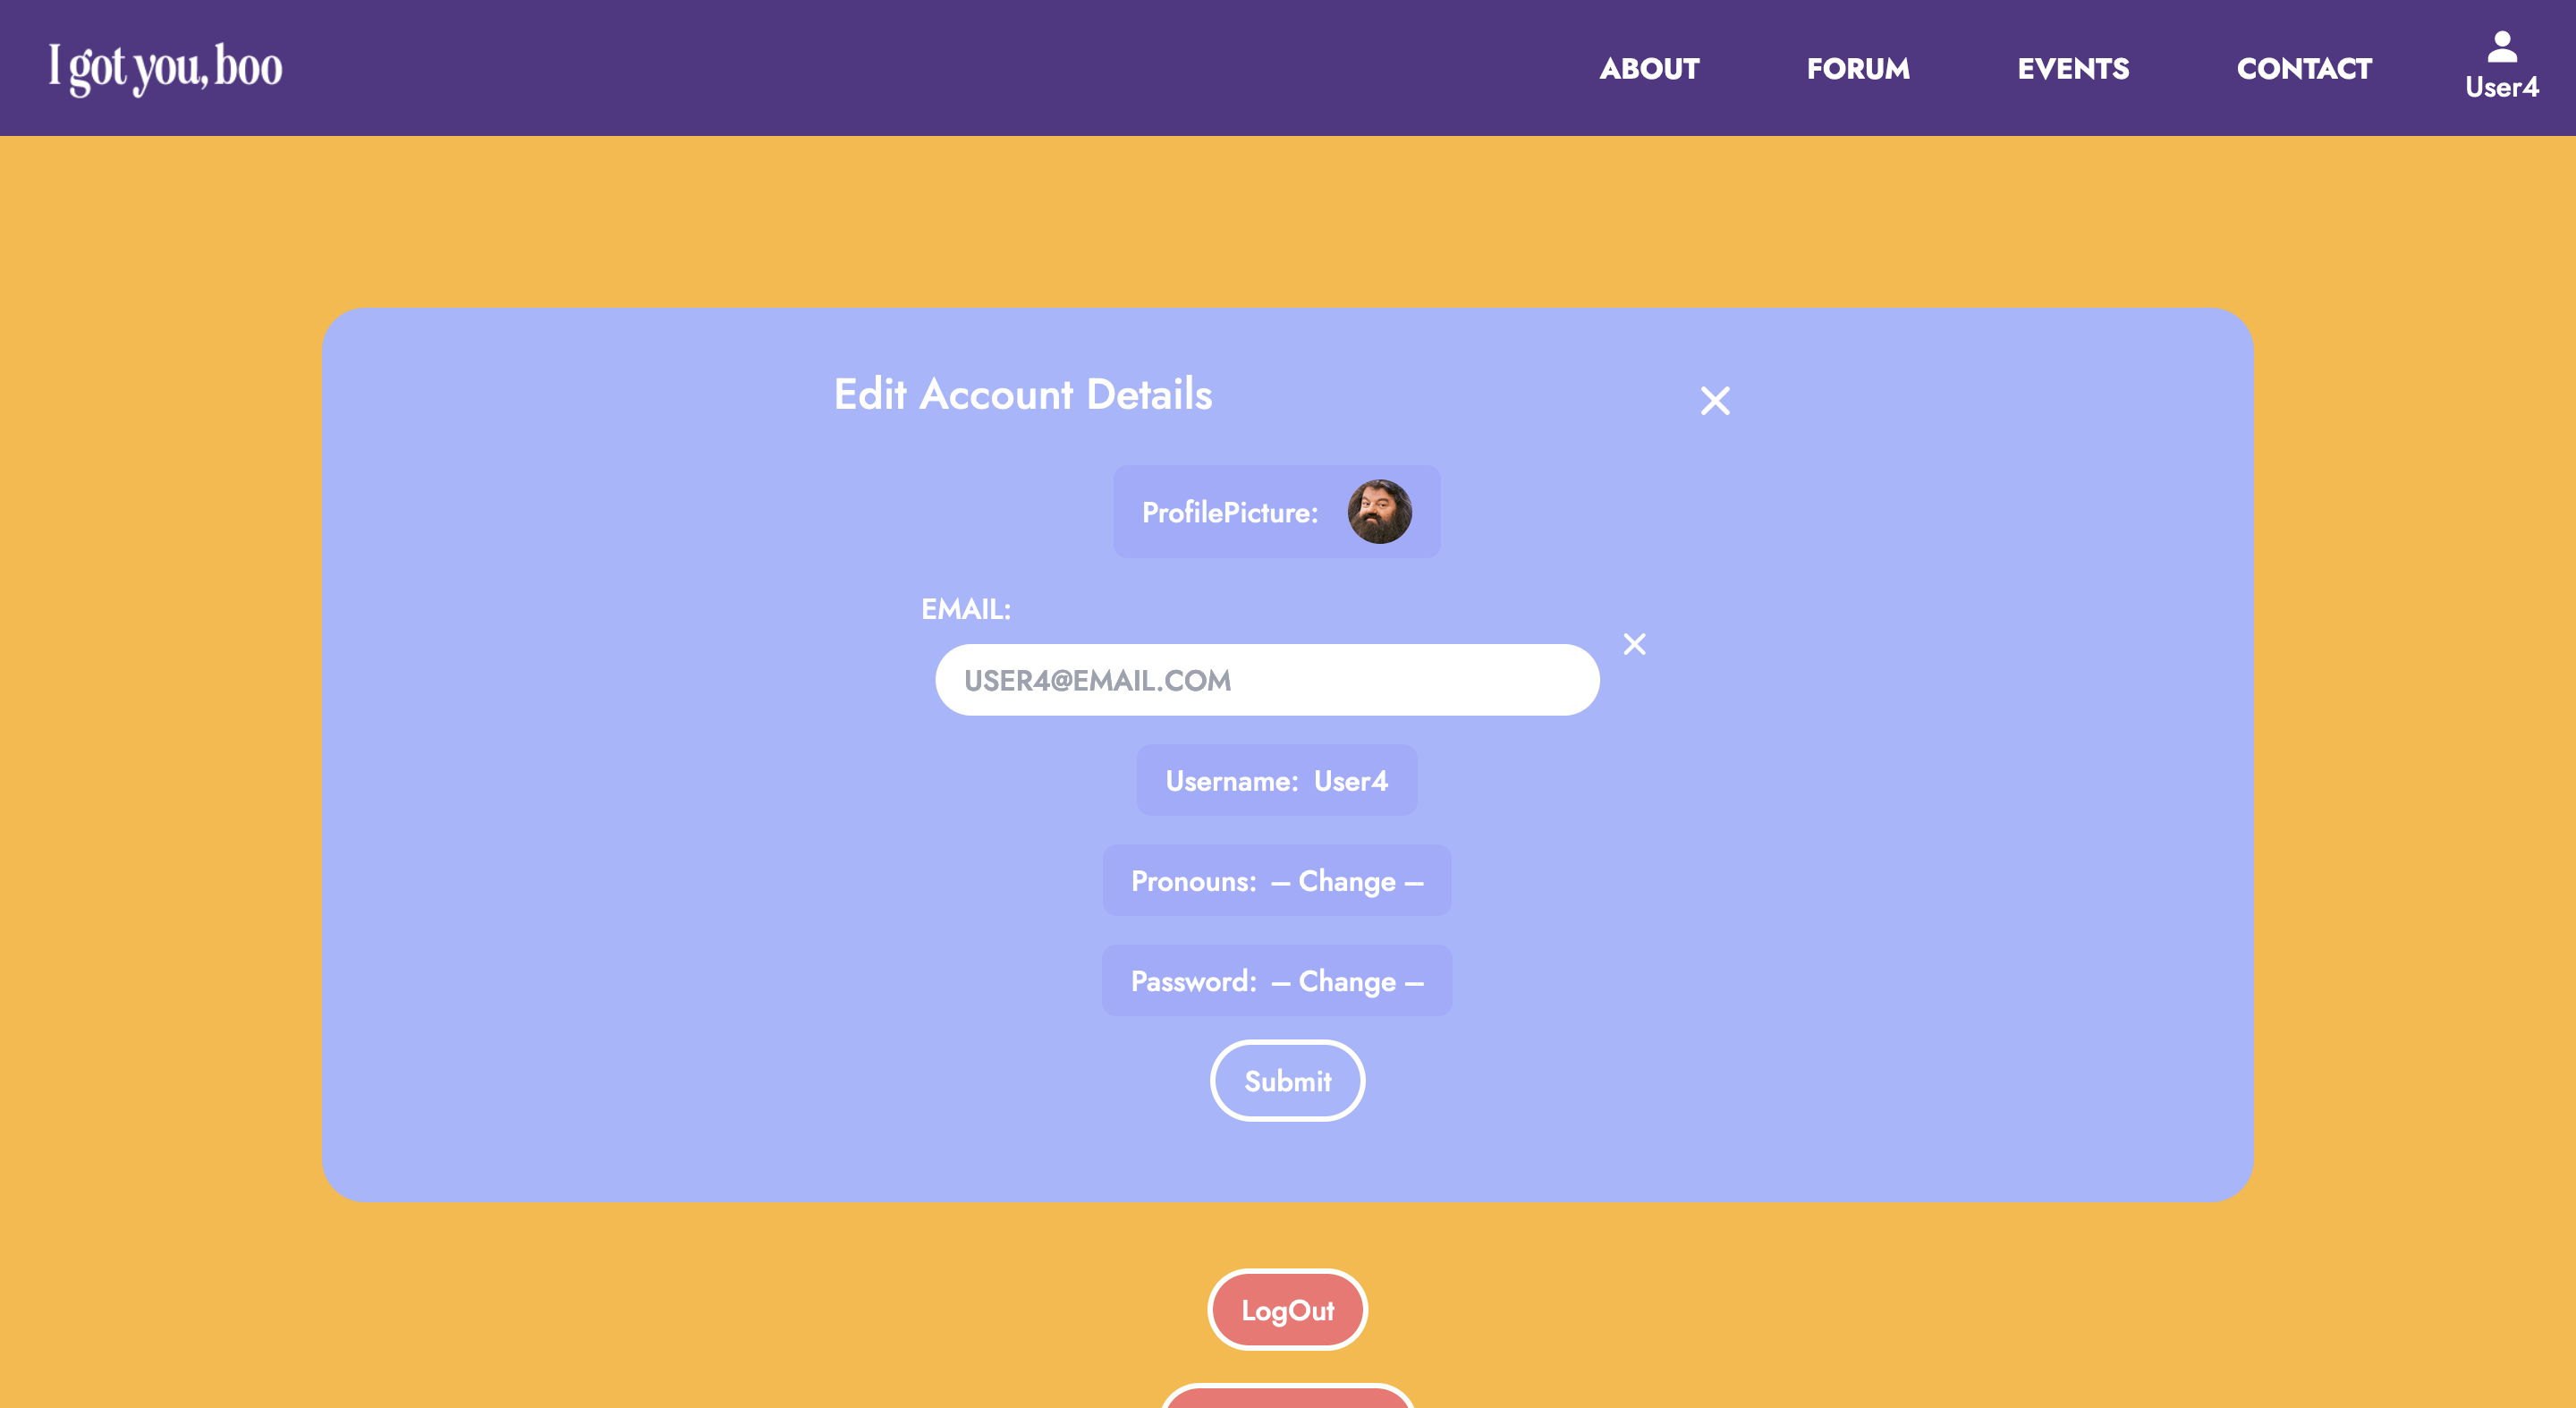 I got you, boo
ABOUT FORUM EVENTS CONTACT
User4
Edit Account Details
ProfilePicture:
EMAIL:
USER4@EMAIL.COM
Username: User4
Pronouns: – Change –
Password: – Change –
Submit
LogOut